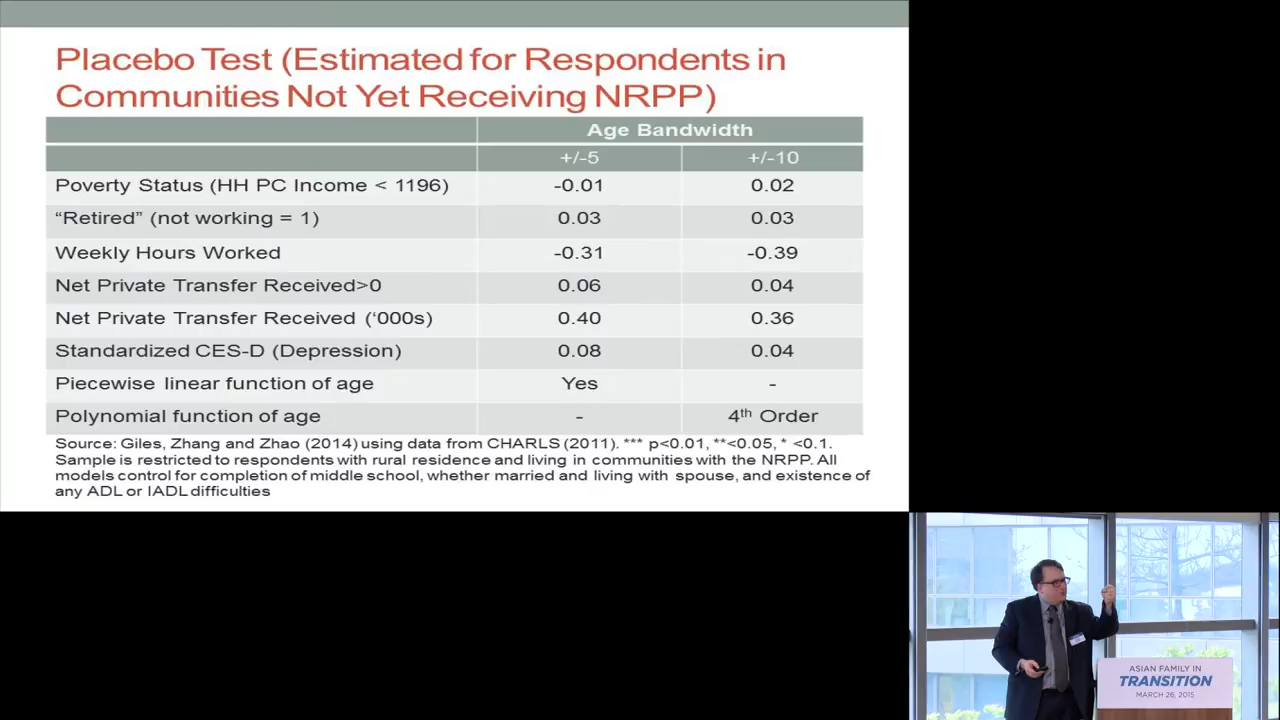 Placebo Test (Estimated for Respondents in
Communities Not Yet Receiving NRPP)
Age Bandwidth
+/-5 +/-10
Poverty Status (HH PC Income < 1196) -0.01 0.02
“Retired” (not working = 1) 0.03 0.03
Weekly Hours Worked -0.31 -0.39
Net Private Transfer Received>0 0.06 0.04
Net Private Transfer Received (‘000s) 0.40 0.36
Standardized CES-D (Depression) 0.08 0.04
Piecewise linear function of age Yes -
Polynomial function of age - 4th Order
Source: Giles, Zhang and Zhao (2014) using data from CHARLS (2011). *** p<0.01, **<0.05, * <0.1.
Sample is restricted to respondents with rural residence and living in communities with the NRPP. All
models control for completion of middle school, whether married and living with spouse, and existence of
any ADL or IADL difficulties
ASIAN FAMILY IN
TRANSITION
MARCH 26, 2015